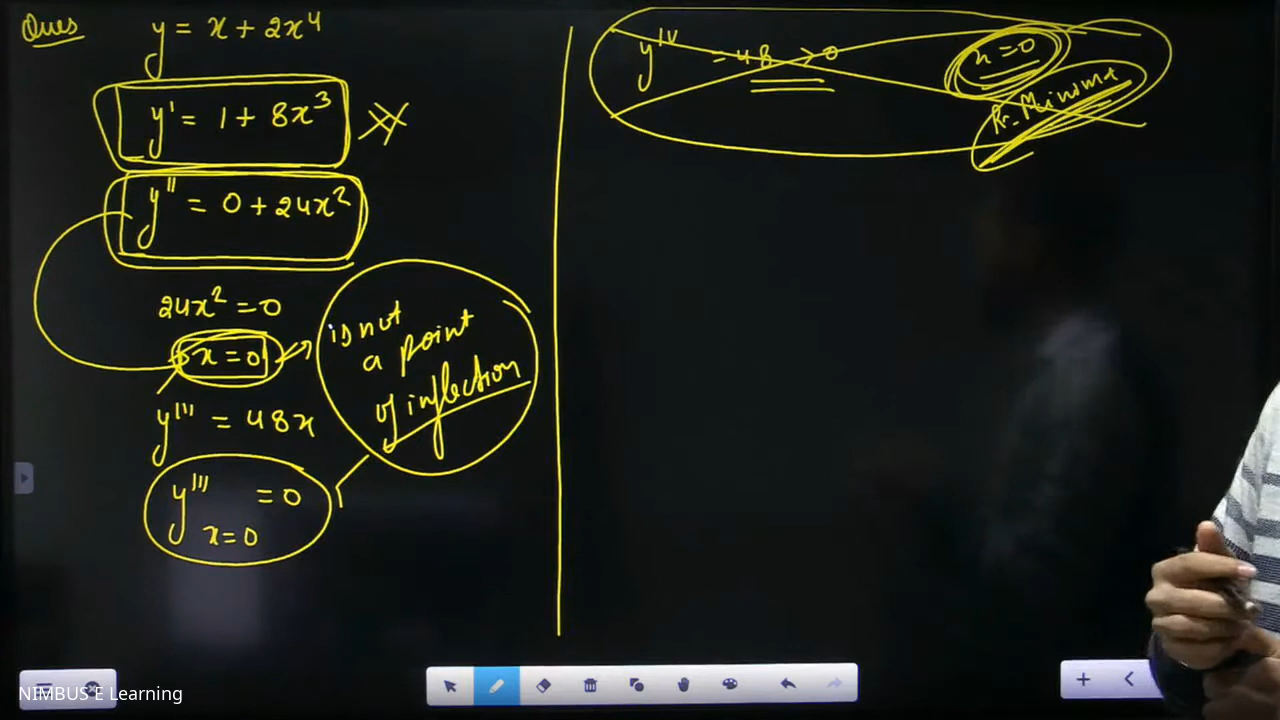 Ques y = x + 2x⁴
y' = 1 + 8x³
y'' = 0 + 24x²
24x² = 0
x = 0
is not
a point
of inflection
y''' = 48x
y''' = 0
x = 0
y'ᵛ = 48 > 0
x = 0
Pt. Minima
NIMBUS E Learning